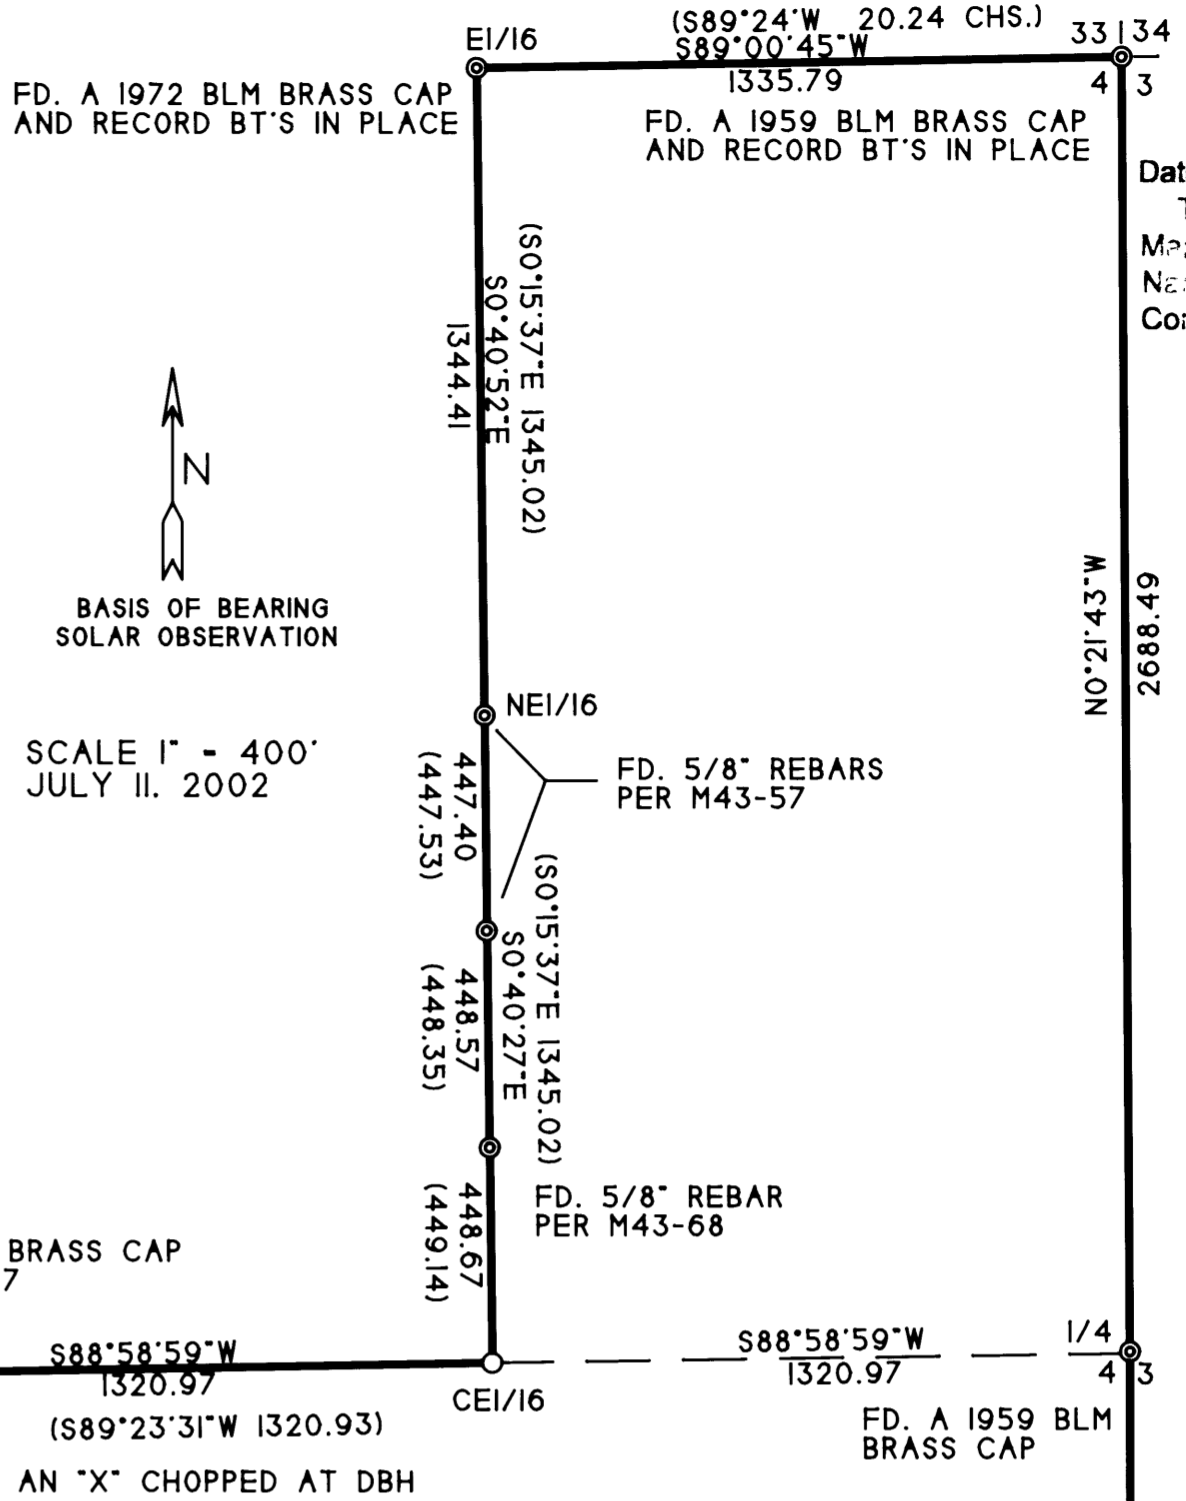 (S89°24'W 20.24 CHS.)
E1/16
S89°00'45"W
33 34
1335.79
4 3
FD. A 1972 BLM BRASS CAP
AND RECORD BT'S IN PLACE
FD. A 1959 BLM BRASS CAP
AND RECORD BT'S IN PLACE
(S0°15'37"E 1345.02)
S0°40'52"E
1344.41
N
BASIS OF BEARING
SOLAR OBSERVATION
N0°21'43"W
2688.49
NE1/16
SCALE 1" = 400'
JULY 11. 2002
FD. 5/8" REBARS
PER M43-57
447.40
(447.53)
(S0°15'37"E 1345.02)
S0°40'27"E
448.57
(448.35)
FD. 5/8" REBAR
PER M43-68
448.67
(449.14)
BRASS CAP
7
S88°58'59"W
1320.97
(S89°23'31"W 1320.93)
CE1/16
S88°58'59"W
1320.97
1/4
4 3
FD. A 1959 BLM
BRASS CAP
AN "X" CHOPPED AT DBH